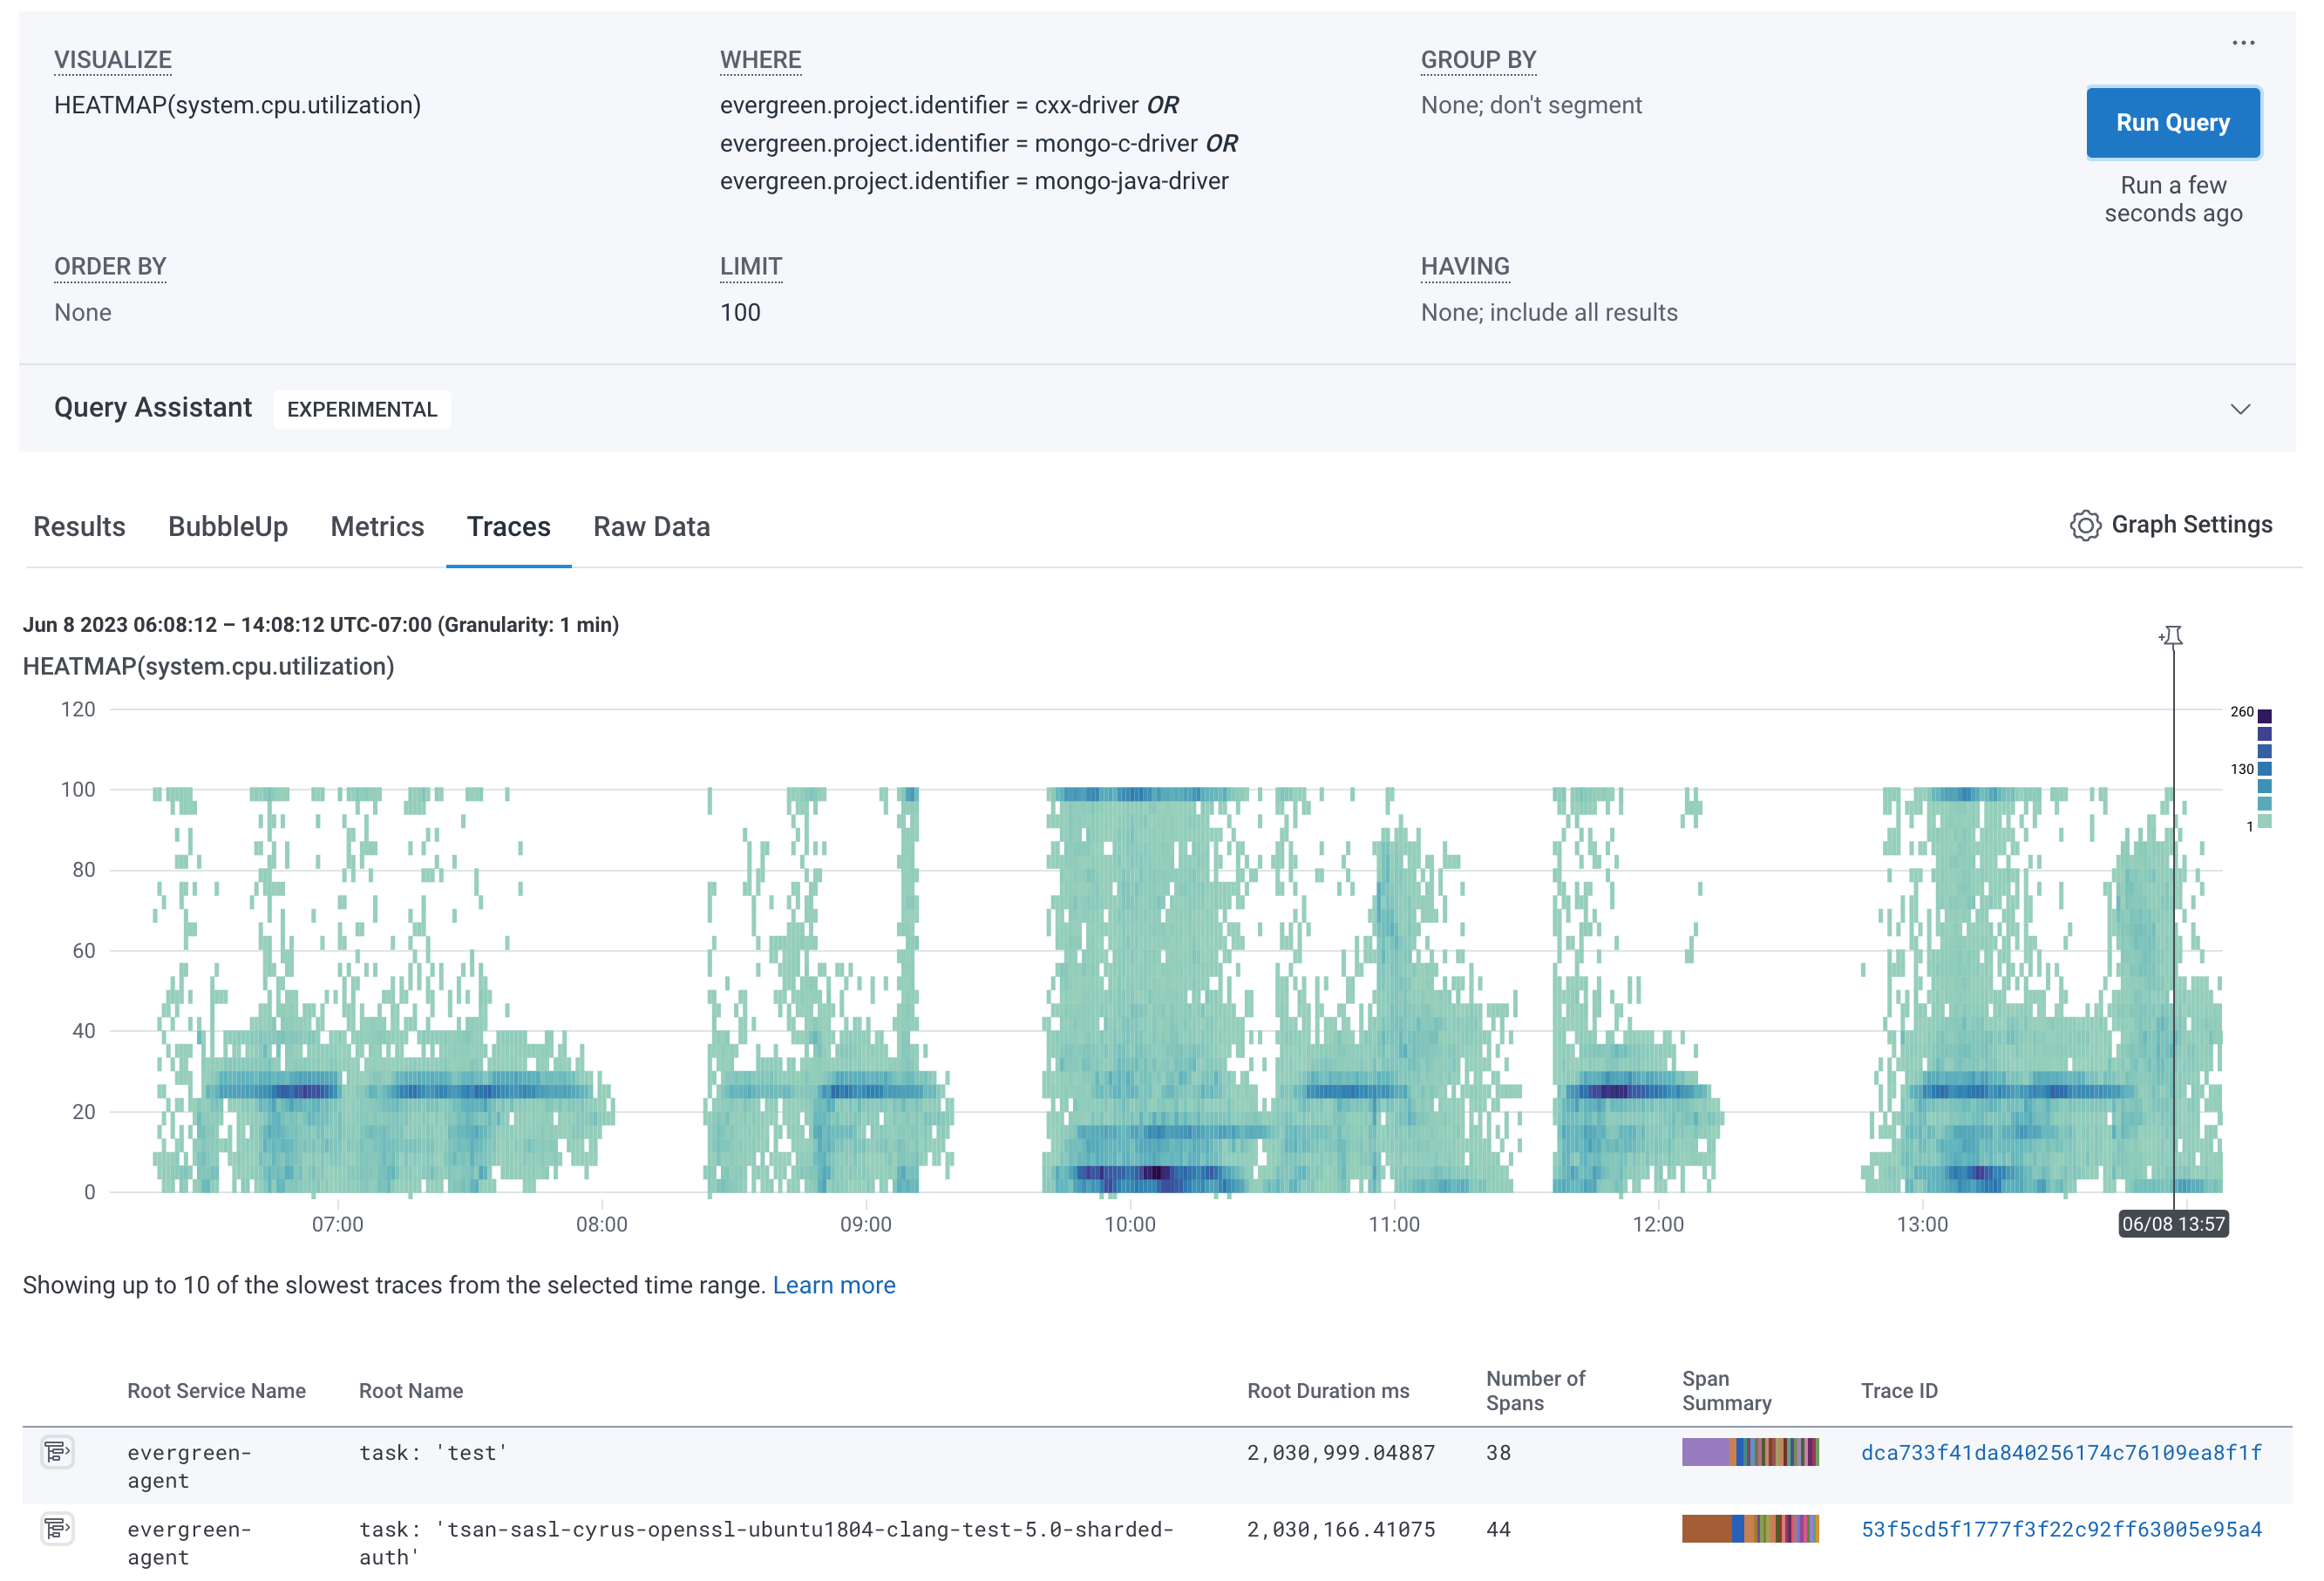 VISUALIZE
HEATMAP(system.cpu.utilization)
WHERE
evergreen.project.identifier = cxx-driver OR
evergreen.project.identifier = mongo-c-driver OR
evergreen.project.identifier = mongo-java-driver
GROUP BY
None; don't segment
Run Query
Run a few
seconds ago
ORDER BY
None
LIMIT
100
HAVING
None; include all results
Query Assistant EXPERIMENTAL
Results BubbleUp Metrics Traces Raw Data
Graph Settings
Jun 8 2023 06:08:12 – 14:08:12 UTC-07:00 (Granularity: 1 min)
HEATMAP(system.cpu.utilization)
120
100
80
60
40
20
0
260
130
1
07:00 08:00 09:00 10:00 11:00 12:00 13:00 06/08 13:57
Showing up to 10 of the slowest traces from the selected time range. Learn more
Root Service Name Root Name Root Duration ms Number of Spans Span Summary Trace ID
evergreen-
agent
task: 'test'
2,030,999.04887
38
dca733f41da840256174c76109ea8f1f
evergreen-
agent
task: 'tsan-sasl-cyrus-openssl-ubuntu1804-clang-test-5.0-sharded-
auth'
2,030,166.41075
44
53f5cd5f1777f3f22c92ff63005e95a4